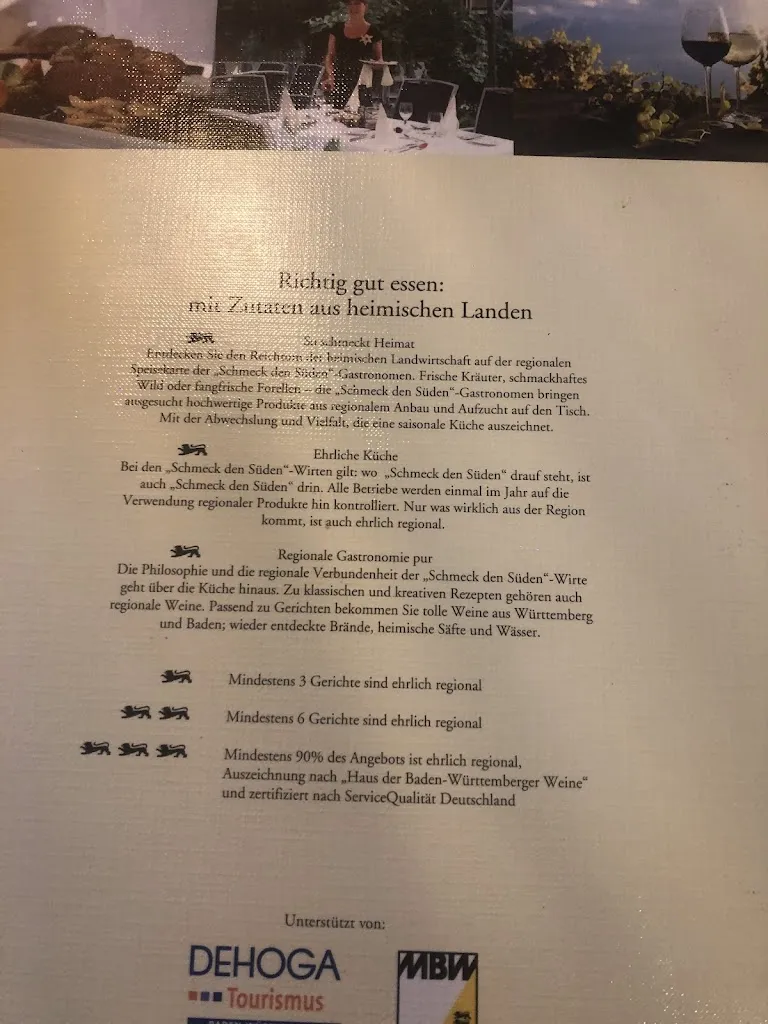 Richtig gut essen:
mit Zutaten aus heimischen Landen
So schmeckt Heimat
Entdecken Sie den Reichtum der heimischen Landwirtschaft auf der regionalen
Speisekarte der „Schmeck den Süden“-Gastronomen. Frische Kräuter, schmackhaftes
Wild oder fangfrische Forellen – die „Schmeck den Süden“-Gastronomen bringen
ausgesucht hochwertige Produkte aus regionalem Anbau und Aufzucht auf den Tisch.
Mit der Abwechslung und Vielfalt, die eine saisonale Küche auszeichnet.
Ehrliche Küche
Bei den „Schmeck den Süden“-Wirten gilt: wo „Schmeck den Süden“ drauf steht, ist
auch „Schmeck den Süden“ drin. Alle Betriebe werden einmal im Jahr auf die
Verwendung regionaler Produkte hin kontrolliert. Nur was wirklich aus der Region
kommt, ist auch ehrlich regional.
Regionale Gastronomie pur
Die Philosophie und die regionale Verbundenheit der „Schmeck den Süden“-Wirte
geht über die Küche hinaus. Zu klassischen und kreativen Rezepten gehören auch
regionale Weine. Passend zu Gerichten bekommen Sie tolle Weine aus Württemberg
und Baden; wieder entdeckte Brände, heimische Säfte und Wässer.
Mindestens 3 Gerichte sind ehrlich regional
Mindestens 6 Gerichte sind ehrlich regional
Mindestens 90% des Angebots ist ehrlich regional,
Auszeichnung nach „Haus der Baden-Württemberger Weine“
und zertifiziert nach ServiceQualität Deutschland
Unterstützt von:
DEHOGA
Tourismus
MBW